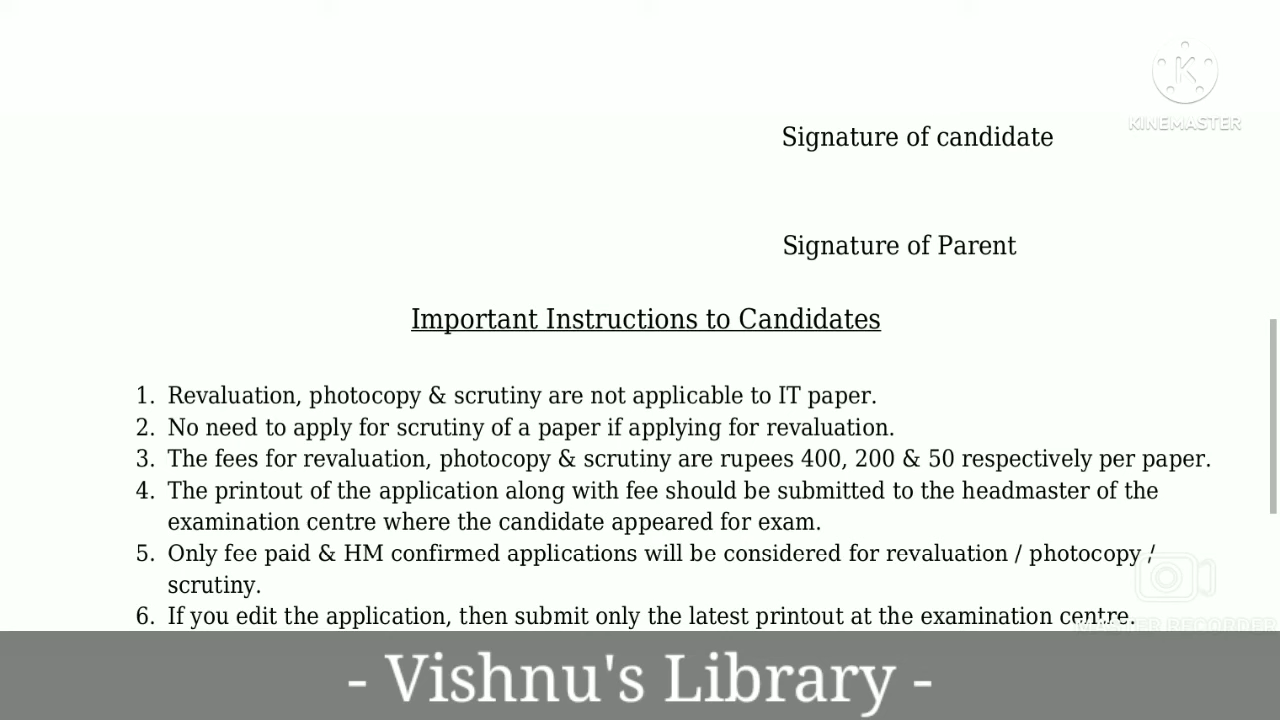 KINEMASTER
Signature of candidate
Signature of Parent
Important Instructions to Candidates
1. Revaluation, photocopy & scrutiny are not applicable to IT paper.
2. No need to apply for scrutiny of a paper if applying for revaluation.
3. The fees for revaluation, photocopy & scrutiny are rupees 400, 200 & 50 respectively per paper.
4. The printout of the application along with fee should be submitted to the headmaster of the
examination centre where the candidate appeared for exam.
5. Only fee paid & HM confirmed applications will be considered for revaluation / photocopy /
scrutiny.
6. If you edit the application, then submit only the latest printout at the examination centre.
MASTER RECORDER
- Vishnu's Library -